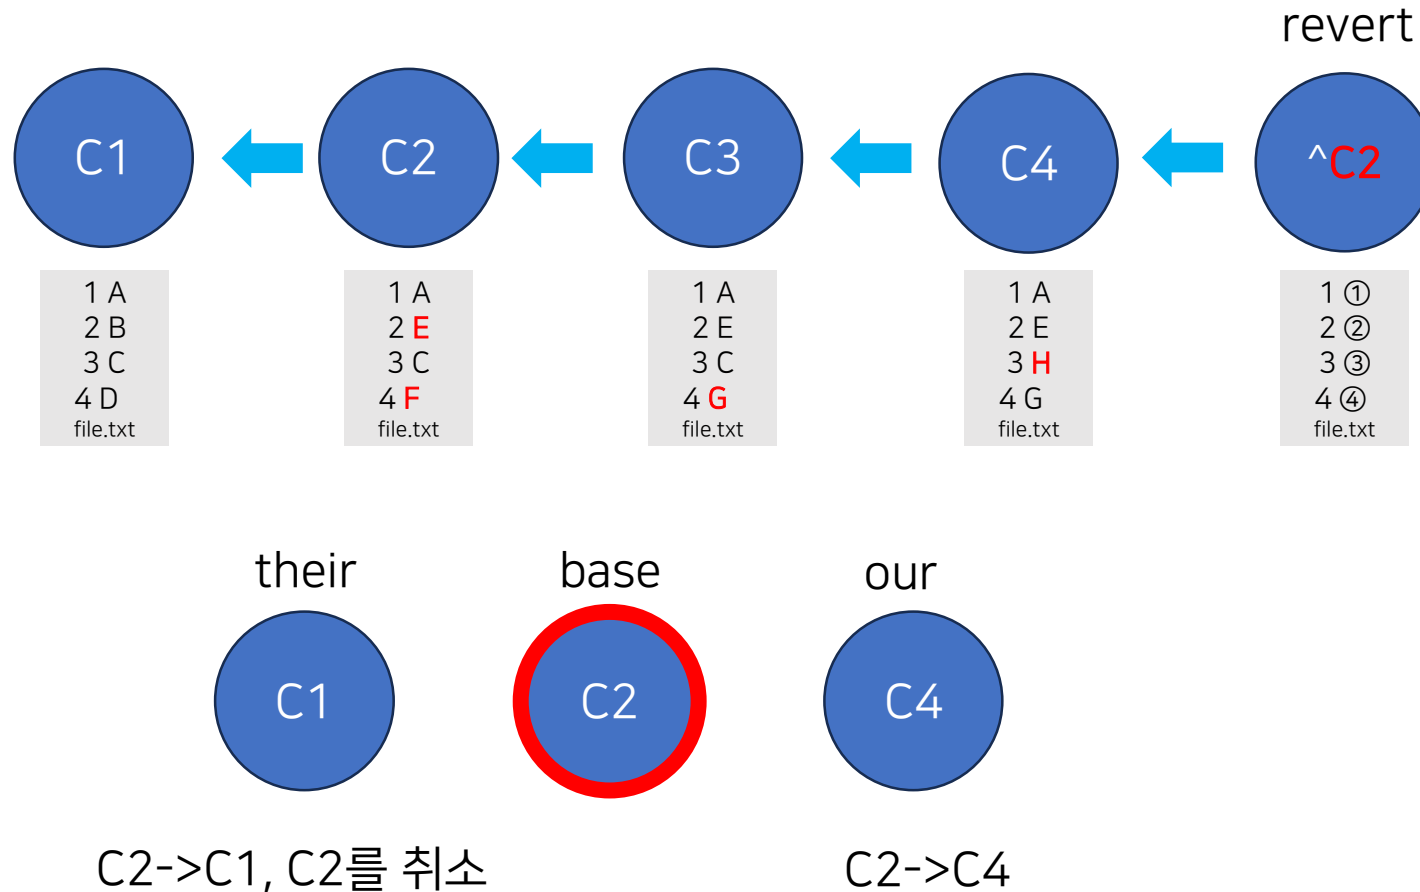 revert
C1
C2
C3
C4
^C2
1 A
2 B
3 C
4 D
file.txt
1 A
2 E
3 C
4 F
file.txt
1 A
2 E
3 C
4 G
file.txt
1 A
2 E
3 H
4 G
file.txt
1 ①
2 ②
3 ③
4 ④
file.txt
their
base
our
C1
C2
C4
C2->C1, C2를 취소
C2->C4